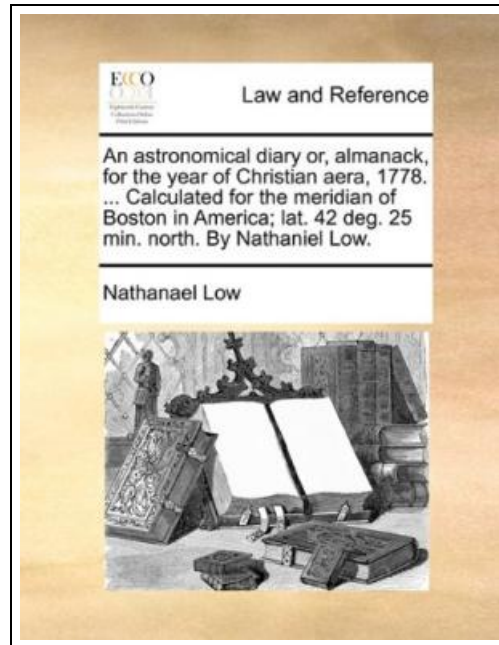 ECCO
Law and Reference
An astronomical diary or, almanack,
for the year of Christian aera, 1778.
... Calculated for the meridian of
Boston in America; lat. 42 deg. 25
min. north. By Nathaniel Low.
Nathanael Low